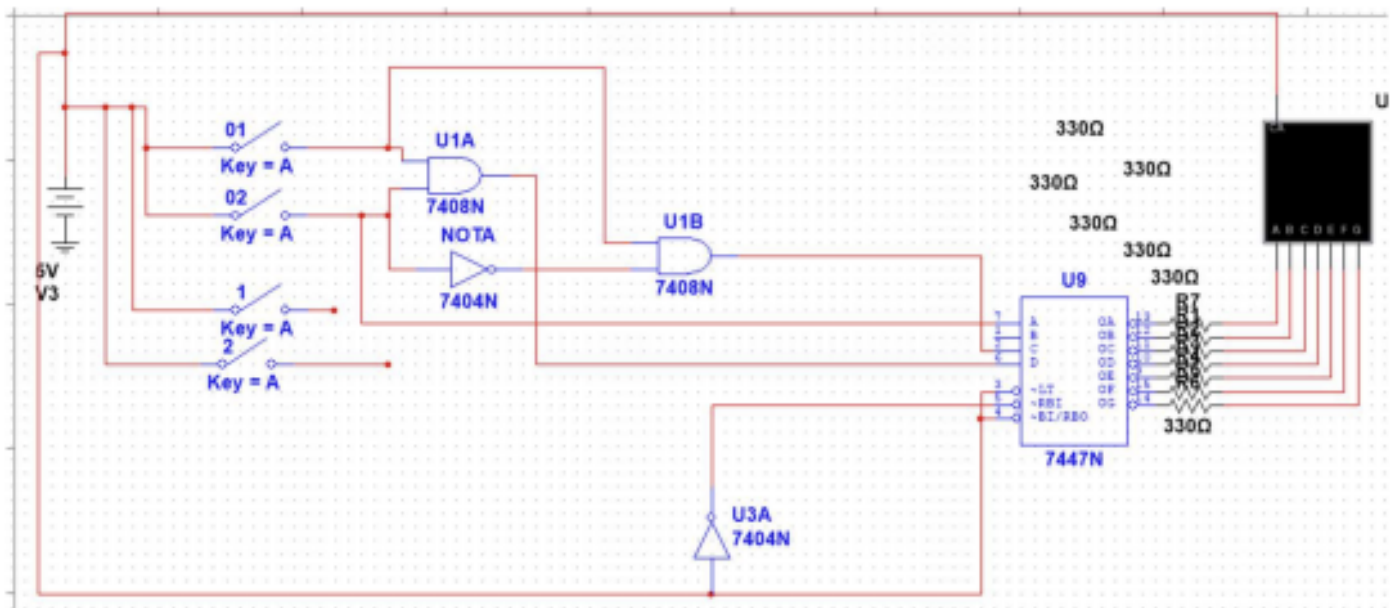 U
01
Key = A
02
Key = A
5V
V3
1
Key = A
2
Key = A
U1A
7408N
NOTA
7404N
U1B
7408N
330Ω
330Ω
330Ω
330Ω
330Ω
330Ω
U9
A
B
C
D
~LT
~RBI
~BI/RBO
OA
OB
OC
OD
OE
OF
OG
7447N
R7
330Ω
CA
A B C D E F G
U3A
7404N